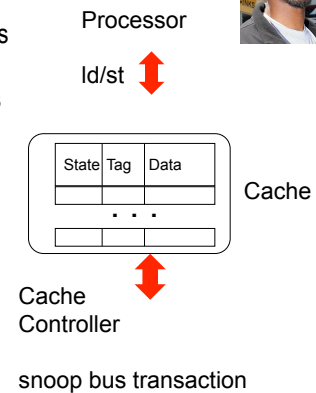 Processor
s
ld/st
State Tag Data
. . .
Cache
Cache
Controller
snoop bus transaction